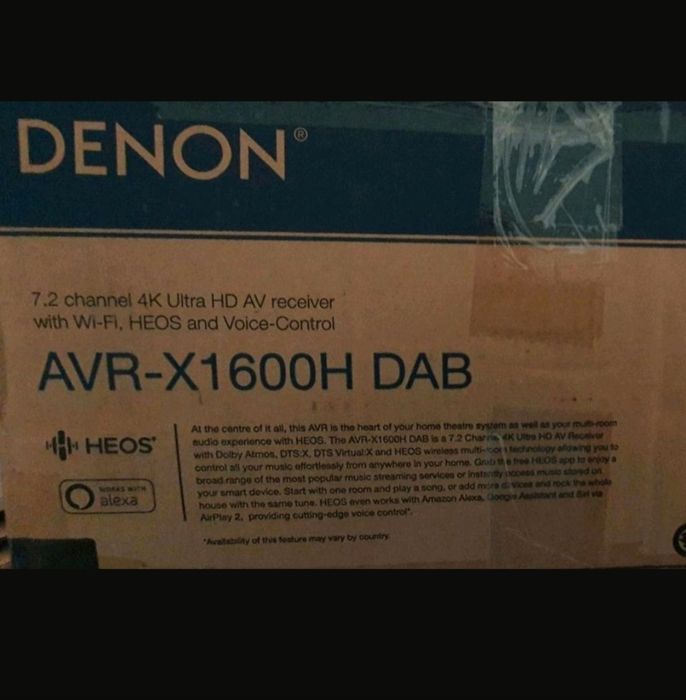 DENON®
7.2 channel 4K Ultra HD AV receiver
with Wi-Fi, HEOS and Voice-Control
AVR-X1600H DAB
HEOS®
WORKS WITH
alexa
At the centre of it all, this AVR is the heart of your home theatre system as well as your multi-room
audio experience with HEOS. The AVR-X1600H DAB is a 7.2 Channel 4K Ultra HD AV Receiver
with Dolby Atmos, DTS:X, DTS Virtual:X and HEOS wireless multi-room technology allowing you to
control all your music effortlessly from anywhere in your home. Grab the free HEOS app to enjoy a
broad range of the most popular music streaming services or instantly access music stored on
your smart device. Start with one room and play a song, or add more devices and rock the whole
house with the same tune. HEOS even works with Amazon Alexa, Google Assistant and Siri via
AirPlay 2, providing cutting-edge voice control*.
*Availability of this feature may vary by country.